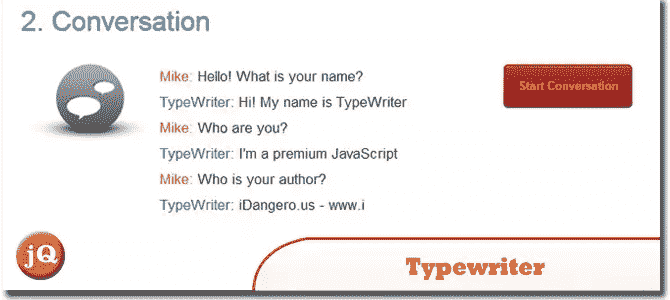 2. Conversation
Mike: Hello! What is your name?
Start Conversation
TypeWriter: Hi! My name is TypeWriter
Mike: Who are you?
TypeWriter: I'm a premium JavaScript
Mike: Who is your author?
TypeWriter: iDangero.us - www.i
jQ
Typewriter